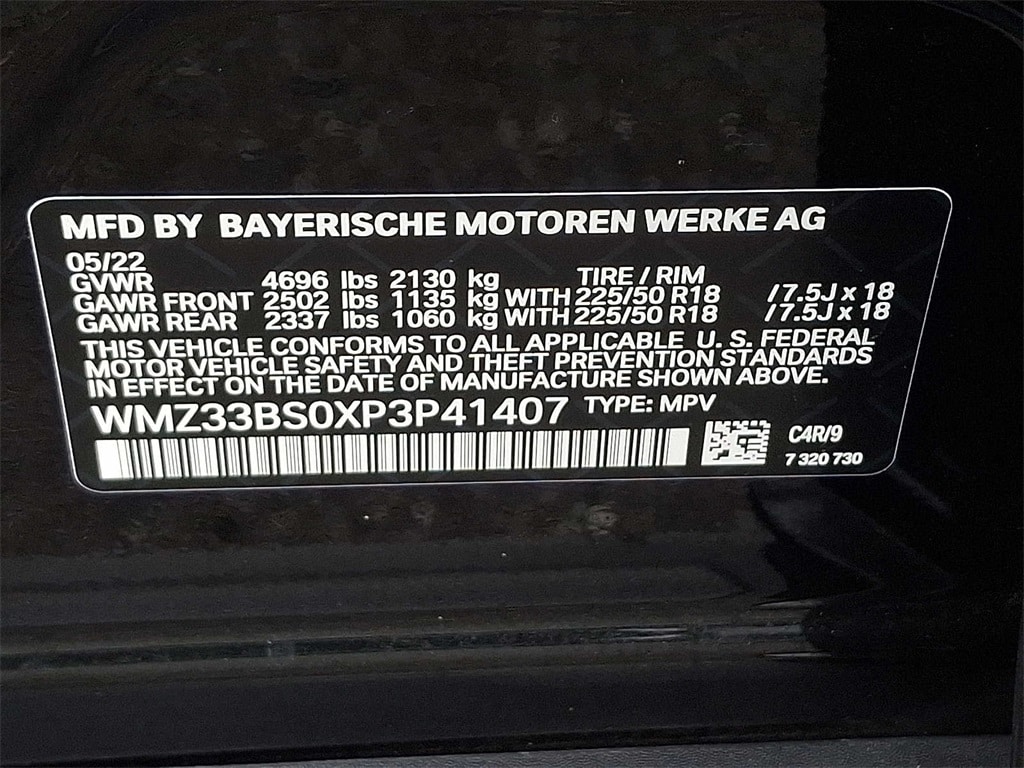 MFD BY BAYERISCHE MOTOREN WERKE AG
05/22
GVWR 4696 lbs 2130 kg TIRE / RIM
GAWR FRONT 2502 lbs 1135 kg WITH 225/50 R18 /7.5J x 18
GAWR REAR 2337 lbs 1060 kg WITH 225/50 R18 /7.5J x 18
THIS VEHICLE CONFORMS TO ALL APPLICABLE U. S. FEDERAL
MOTOR VEHICLE SAFETY AND THEFT PREVENTION STANDARDS
IN EFFECT ON THE DATE OF MANUFACTURE SHOWN ABOVE.
WMZ33BS0XP3P41407 TYPE: MPV
C4R/9
7 320 730